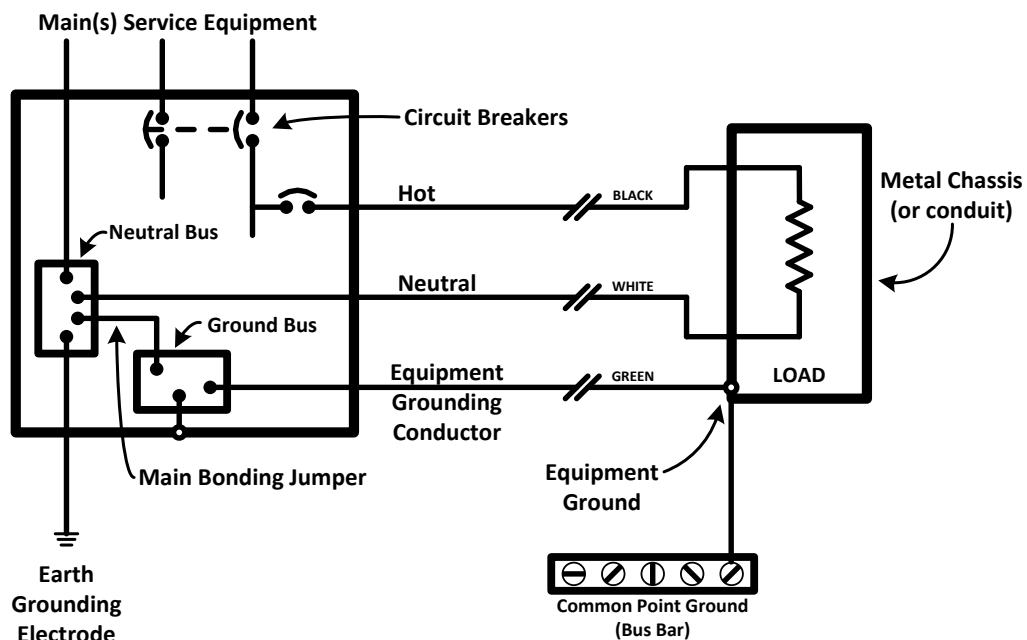 Main(s) Service Equipment
Circuit Breakers
Hot
BLACK
Metal Chassis
(or conduit)
Neutral Bus
Neutral
WHITE
Ground Bus
Equipment
Grounding
Conductor
GREEN
LOAD
Main Bonding Jumper
Equipment
Ground
Earth
Grounding
Electrode
Common Point Ground
(Bus Bar)